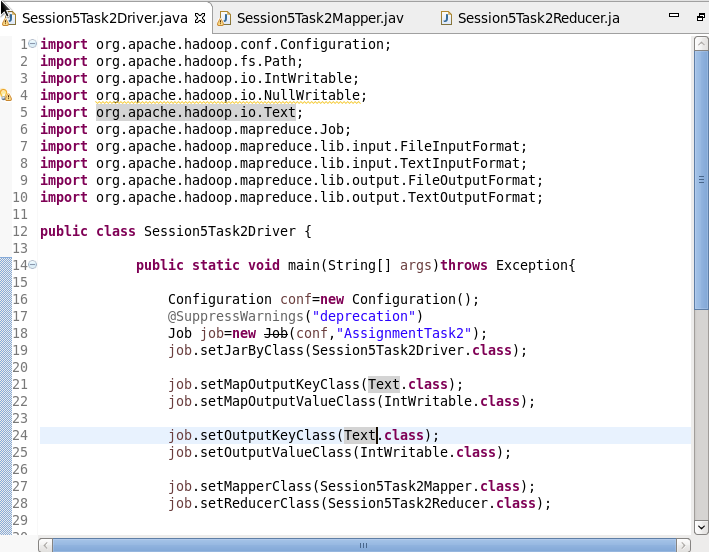 Session5Task2Driver.java Session5Task2Mapper.jav Session5Task2Reducer.ja
1 import org.apache.hadoop.conf.Configuration;
2 import org.apache.hadoop.fs.Path;
3 import org.apache.hadoop.io.IntWritable;
4 import org.apache.hadoop.io.NullWritable;
5 import org.apache.hadoop.io.Text;
6 import org.apache.hadoop.mapreduce.Job;
7 import org.apache.hadoop.mapreduce.lib.input.FileInputFormat;
8 import org.apache.hadoop.mapreduce.lib.input.TextInputFormat;
9 import org.apache.hadoop.mapreduce.lib.output.FileOutputFormat;
10 import org.apache.hadoop.mapreduce.lib.output.TextOutputFormat;
11
12 public class Session5Task2Driver {
13
14 public static void main(String[] args)throws Exception{
15
16 Configuration conf=new Configuration();
17 @SuppressWarnings("deprecation")
18 Job job=new Job(conf,"AssignmentTask2");
19 job.setJarByClass(Session5Task2Driver.class);
20
21 job.setMapOutputKeyClass(Text.class);
22 job.setMapOutputValueClass(IntWritable.class);
23
24 job.setOutputKeyClass(Text.class);
25 job.setOutputValueClass(IntWritable.class);
26
27 job.setMapperClass(Session5Task2Mapper.class);
28 job.setReducerClass(Session5Task2Reducer.class);
29